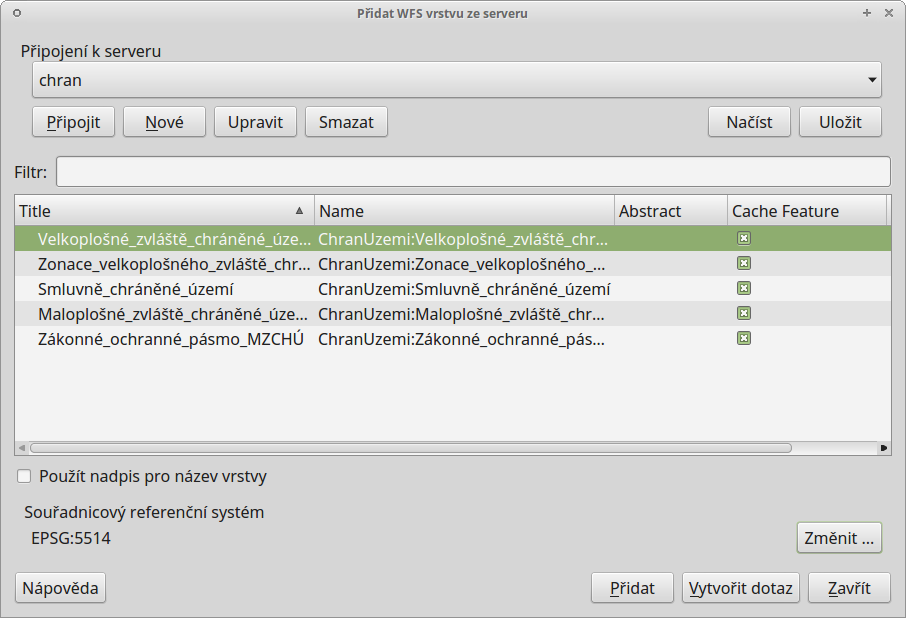 Přidat WFS vrstvu ze serveru
Připojení k serveru
chran
Připojit Nové Upravit Smazat Načíst Uložit
Filtr:
Title Name Abstract Cache Feature
Velkoplošné_zvláště_chráněné_úze... ChranUzemi:Velkoplošné_zvláště_chr...
Zonace_velkoplošného_zvláště_chr... ChranUzemi:Zonace_velkoplošného_...
Smluvně_chráněné_území ChranUzemi:Smluvně_chráněné_území
Maloplošné_zvláště_chráněné_úze... ChranUzemi:Maloplošné_zvláště_chr...
Zákonné_ochranné_pásmo_MZCHÚ ChranUzemi:Zákonné_ochranné_pás...
Použít nadpis pro název vrstvy
Souřadnicový referenční systém
EPSG:5514
Změnit ...
Nápověda Přidat Vytvořit dotaz Zavřít